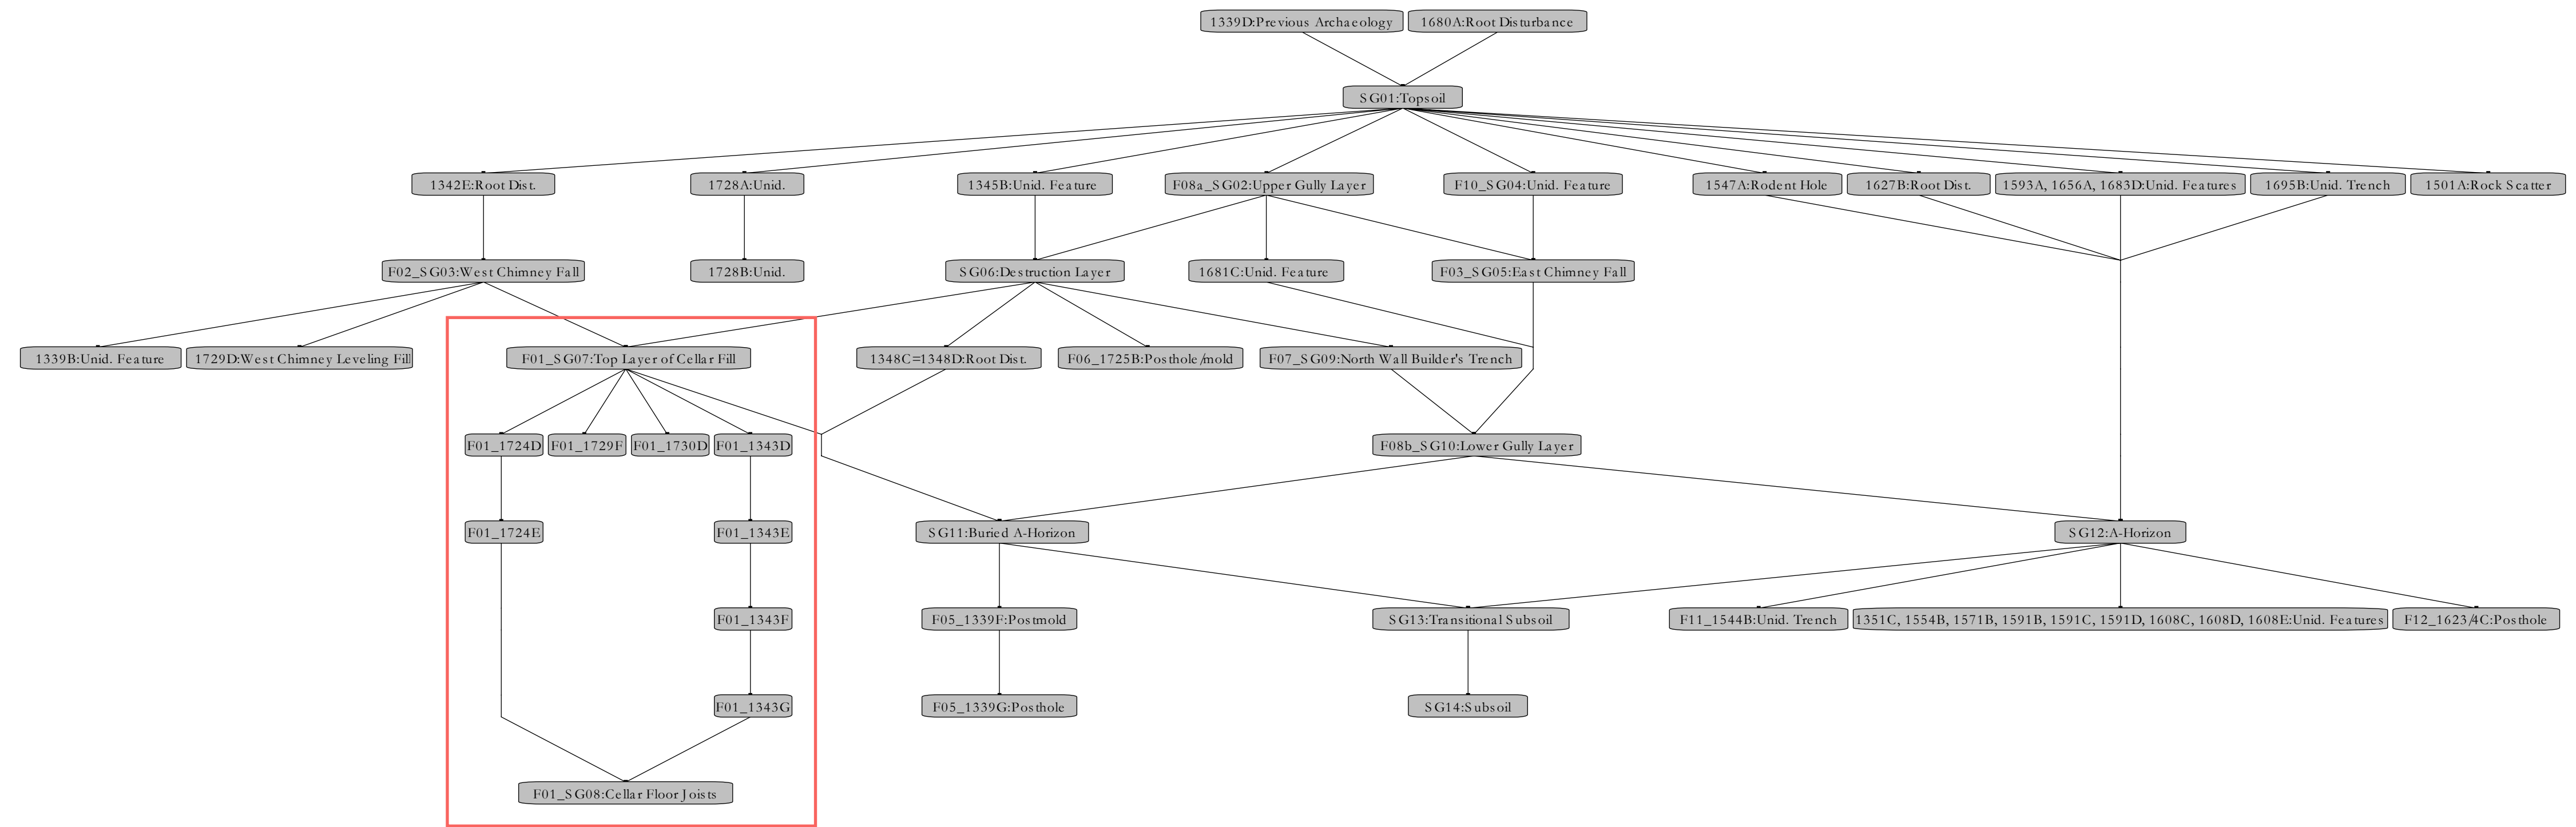 1339D:Previous Archaeology
1680A:Root Disturbance
SG01:Topsoil
1342E:Root Dist.
1728A:Unid.
1345B:Unid. Feature
F08a_SG02:Upper Gully Layer
F10_SG04:Unid. Feature
1547A:Rodent Hole
1627B:Root Dist.
1593A, 1656A, 1683D:Unid. Features
1695B:Unid. Trench
1501A:Rock Scatter
F02_SG03:West Chimney Fall
1728B:Unid.
SG06:Destruction Layer
1681C:Unid. Feature
F03_SG05:East Chimney Fall
1339B:Unid. Feature
1729D:West Chimney Leveling Fill
F01_SG07:Top Layer of Cellar Fill
1348C=1348D:Root Dist.
F06_1725B:Posthole/mold
F07_SG09:North Wall Builder's Trench
F01_1724D
F01_1729F
F01_1730D
F01_1343D
F08b_SG10:Lower Gully Layer
F01_1724E
F01_1343E
SG11:Buried A-Horizon
SG12:A-Horizon
F01_1343F
F05_1339F:Postmold
SG13:Transitional Subsoil
F11_1544B:Unid. Trench
1351C, 1554B, 1571B, 1591B, 1591C, 1591D, 1608C, 1608D, 1608E:Unid. Features
F12_1623/4C:Posthole
F01_1343G
F05_1339G:Posthole
SG14:Subsoil
F01_SG08:Cellar Floor Joists